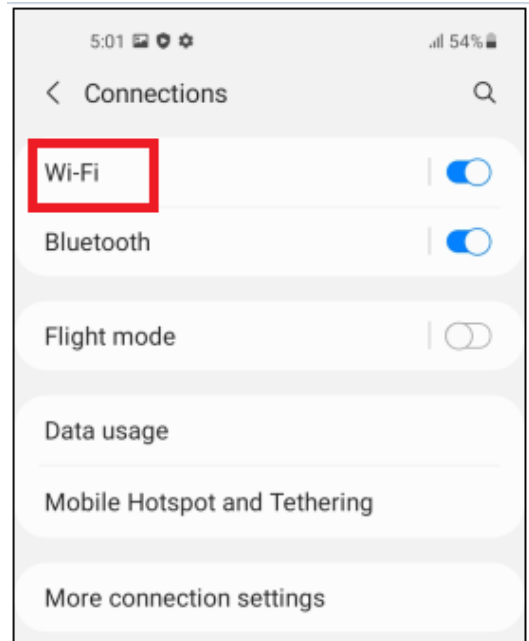 5:01 54%
Connections
Wi-Fi
Bluetooth
Flight mode
Data usage
Mobile Hotspot and Tethering
More connection settings